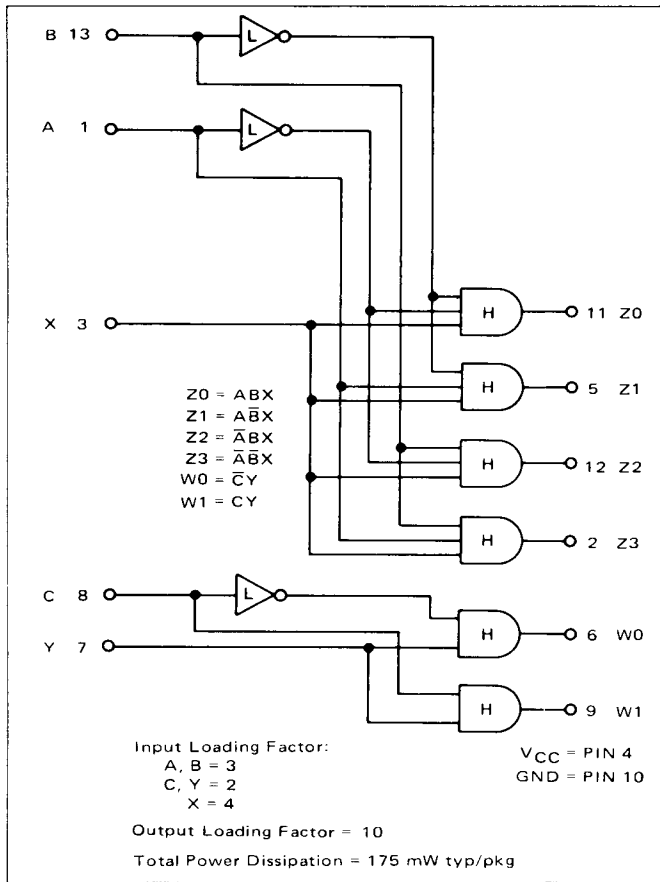 B 13
L
A 1
L
X 3
H 11 Z0
H 5 Z1
Z0 = ABX
Z1 = AB̅X
Z2 = A̅BX
Z3 = A̅B̅X
W0 = C̅Y
W1 = CY
H 12 Z2
H 2 Z3
C 8
L
Y 7
H 6 W0
H 9 W1
Input Loading Factor:
A, B = 3
C, Y = 2
X = 4
VCC = PIN 4
GND = PIN 10
Output Loading Factor = 10
Total Power Dissipation = 175 mW typ/pkg